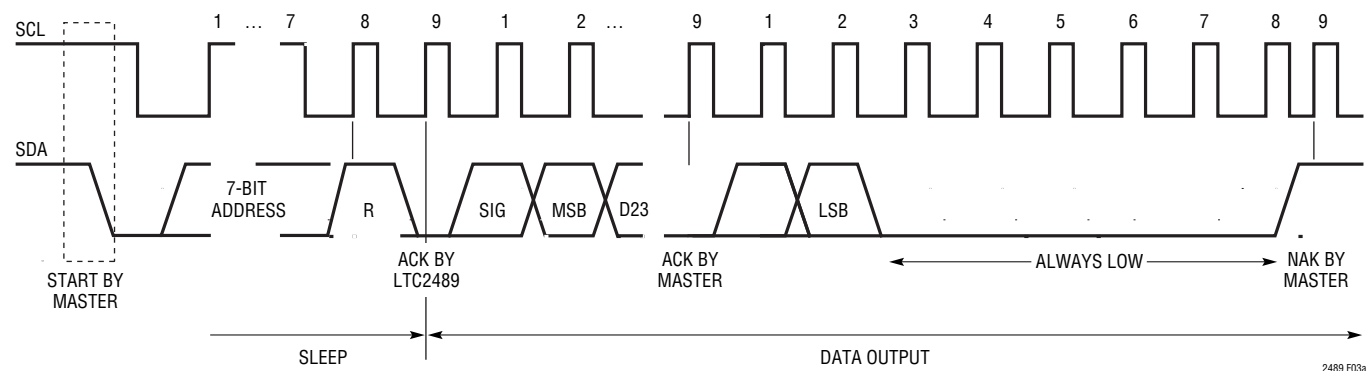 1 … 7 8 9 1 2 … 9 1 2 3 4 5 6 7 8 9
SCL
SDA
7-BIT
ADDRESS
R
SIG
MSB
D23
LSB
START BY
MASTER
ACK BY
LTC2489
ACK BY
MASTER
ALWAYS LOW
NAK BY
MASTER
SLEEP
DATA OUTPUT
2489 F03a